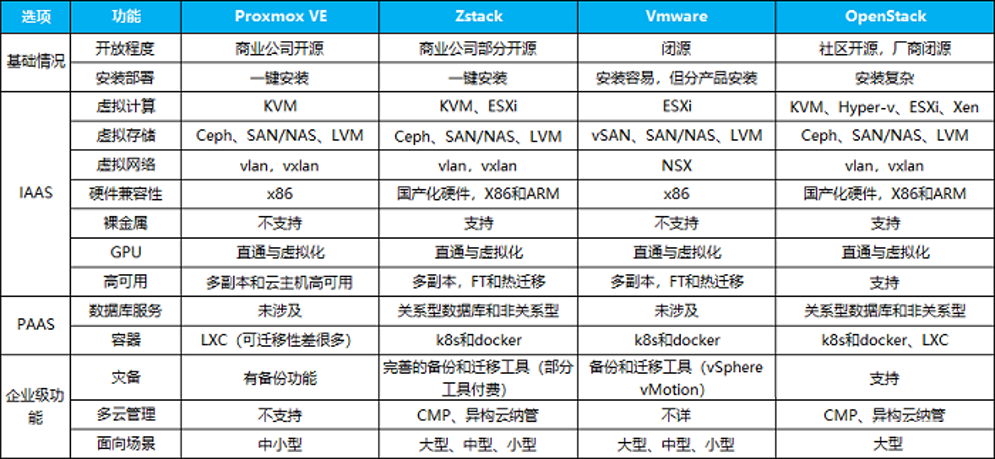 选项 功能 Proxmox VE Zstack Vmware OpenStack
基础情况 开放程度 商业公司开源 商业公司部分开源 闭源 社区开源，厂商闭源
安装部署 一键安装 一键安装 安装容易，但分产品安装 安装复杂
IAAS 虚拟计算 KVM KVM、ESXi ESXi KVM、Hyper-v、ESXi、Xen
虚拟存储 Ceph、SAN/NAS、LVM Ceph、SAN/NAS、LVM vSAN、SAN/NAS、LVM Ceph、SAN/NAS、LVM
虚拟网络 vlan，vxlan vlan，vxlan NSX vlan，vxlan
硬件兼容性 x86 国产化硬件，X86和ARM x86 国产化硬件，X86和ARM
裸金属 不支持 支持 不支持 支持
GPU 直通与虚拟化 直通与虚拟化 直通与虚拟化 直通与虚拟化
高可用 多副本和云主机高可用 多副本，FT和热迁移 多副本，FT和热迁移 支持
PAAS 数据库服务 未涉及 关系型数据库和非关系型 未涉及 关系型数据库和非关系型
容器 LXC（可迁移性差很多） k8s和docker k8s和docker k8s和docker、LXC
企业级功能 灾备 有备份功能 完善的备份和迁移工具（部分工具付费） 备份和迁移工具（vSphere vMotion） 支持
多云管理 不支持 CMP、异构云纳管 不详 CMP、异构云纳管
面向场景 中小型 大型、中型、小型 大型、中型、小型 大型